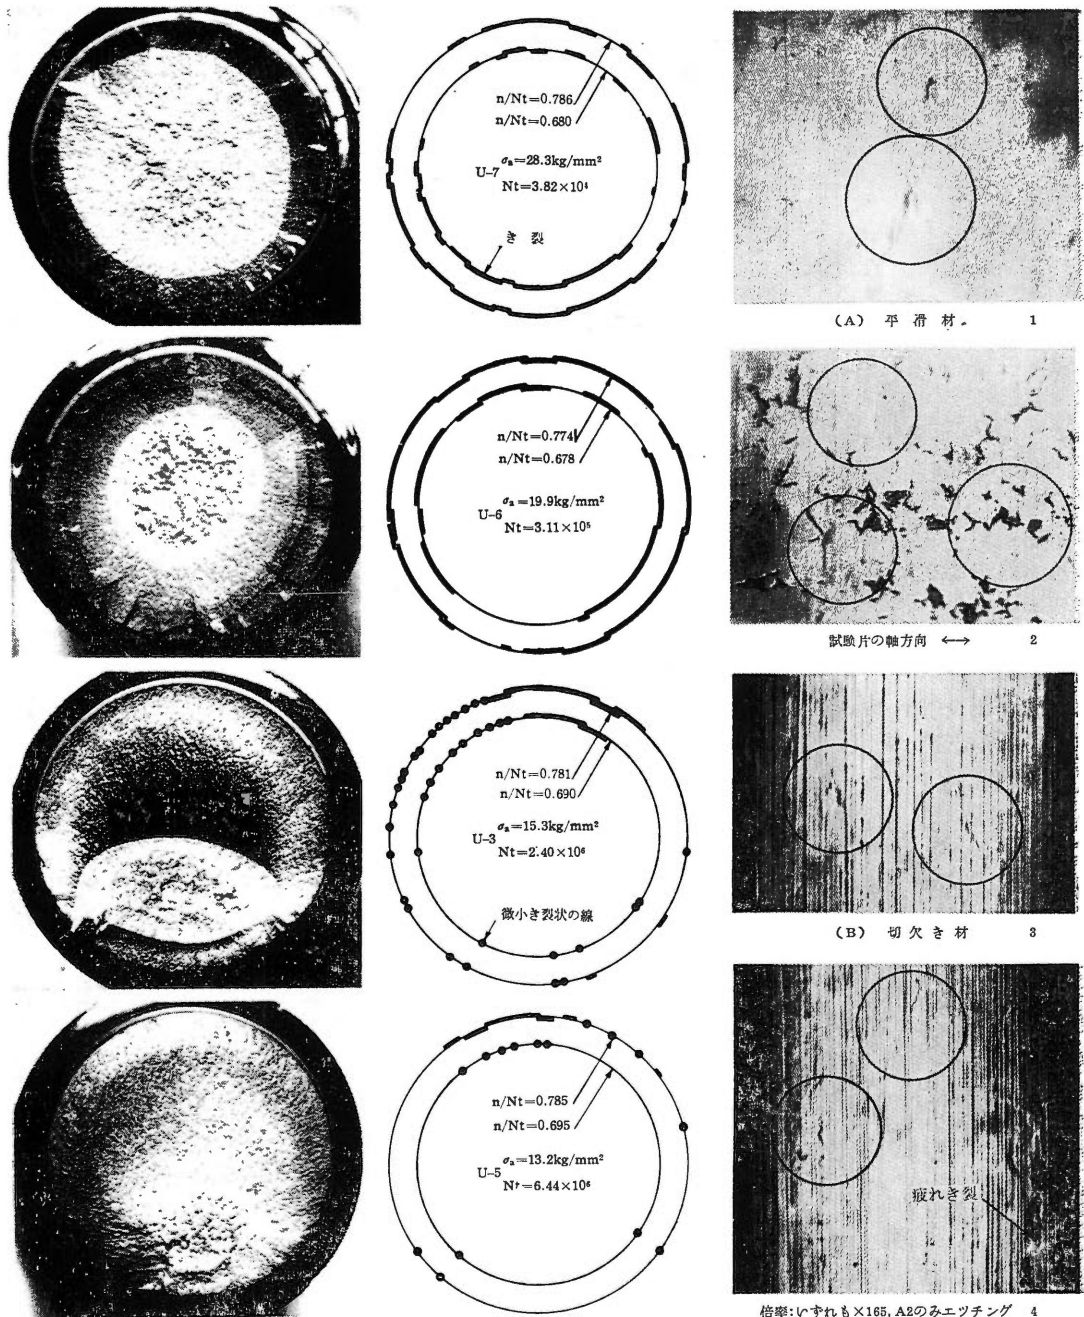 n/Nt=0.786
n/Nt=0.680
U-7 σa=28.3kg/mm²
Nt=3.82×10⁴
き 裂
(A) 平 滑 材. 1
n/Nt=0.774
n/Nt=0.678
U-6 σa=19.9kg/mm²
Nt=3.11×10⁵
試験片の軸方向 ←→ 2
n/Nt=0.781
n/Nt=0.690
U-3 σa=15.3kg/mm²
Nt=2.40×10⁶
微小き裂状の線
(B) 切 欠 き 材 3
n/Nt=0.785
n/Nt=0.695
U-5 σa=13.2kg/mm²
Nt=6.44×10⁶
疲れき裂
倍率:いずれも×165, A2のみエツチング 4